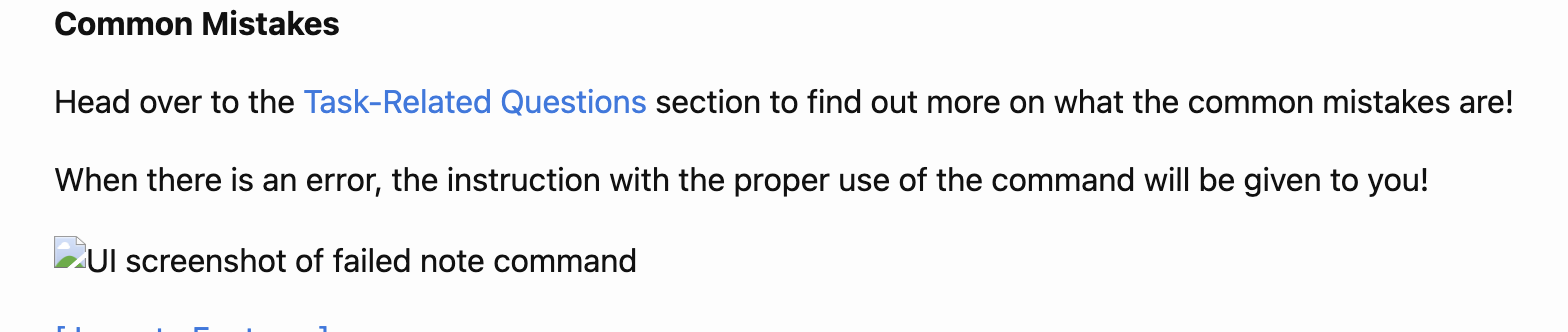 Common Mistakes
Head over to the Task-Related Questions section to find out more on what the common mistakes are!
When there is an error, the instruction with the proper use of the command will be given to you!
UI screenshot of failed note command